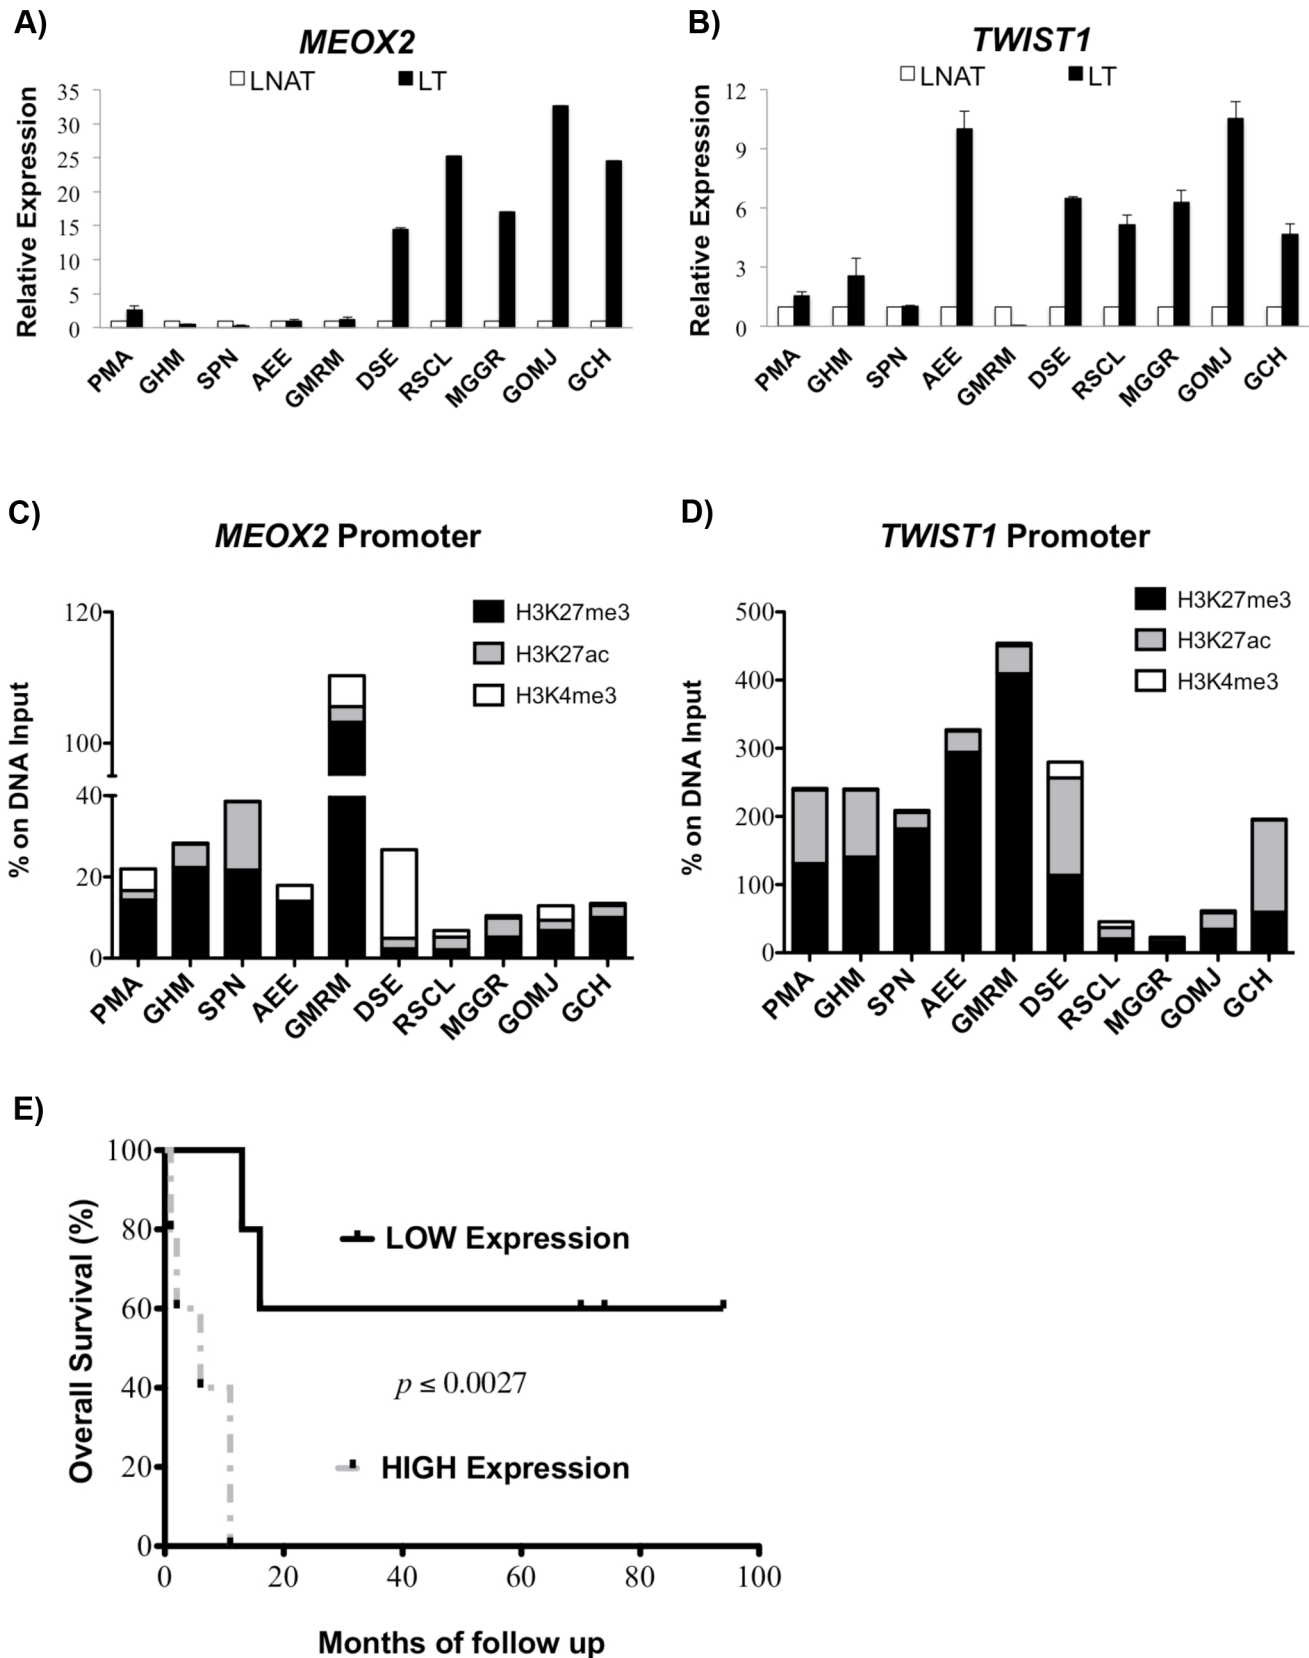 A)
MEOX2
LNAT LT
Relative Expression
35
30
25
20
15
10
5
0
PMA GHM SPN AEE GMRM DSE RSCL MGGR GOMJ GCH
B)
TWIST1
LNAT LT
Relative Expression
12
9
6
3
0
PMA GHM SPN AEE GMRM DSE RSCL MGGR GOMJ GCH
C)
MEOX2 Promoter
H3K27me3
H3K27ac
H3K4me3
% on DNA Input
120
100
40
20
0
PMA GHM SPN AEE GMRM DSE RSCL MGGR GOMJ GCH
D)
TWIST1 Promoter
H3K27me3
H3K27ac
H3K4me3
% on DNA Input
500
400
300
200
100
0
PMA GHM SPN AEE GMRM DSE RSCL MGGR GOMJ GCH
E)
Overall Survival (%)
100
80
60
40
20
0
LOW Expression
p ≤ 0.0027
HIGH Expression
0 20 40 60 80 100
Months of follow up